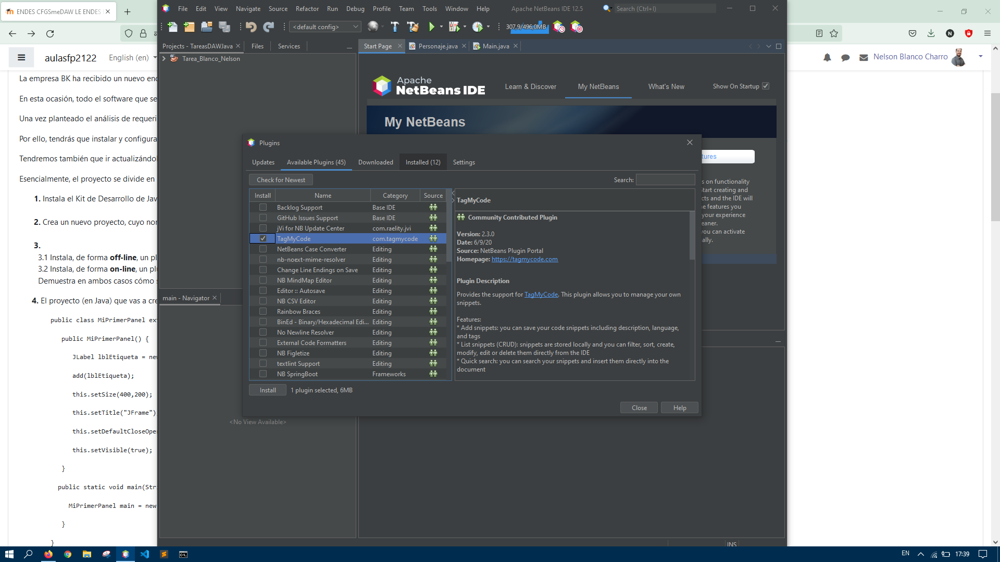 ENDES CFGSmeDAW LE ENDES
File Edit View Navigate Source Refactor Run Debug Profile Team Tools Window Help
Apache NetBeans IDE 12.5
Search (Ctrl+I)
<default config>
307,9/496,0MB
aulasfp2122
English (en)
Nelson Blanco Charro
Projects - TareasDAWJava
Files
Services
Start Page
Personaje.java
Main.java
Tarea_Blanco_Nelson
La empresa BK ha recibido un nuevo
En esta ocasión, todo el software que se
Una vez planteado el análisis de
Por ello, tendrás que instalar y
Tendremos también que ir
Esencialmente, el proyecto se divide en
1. Instala el Kit de Desarrollo de
2. Crea un nuevo proyecto, cuyo
3.
3.1 Instala, de forma off-line, un
3.2 Instala, de forma on-line, un
Demuestra en ambos casos cómo
4. El proyecto (en Java) que vas a
public class MiPrimerPanel
public MiPrimerPanel() {
JLabel lblEtiqueta =
add(lblEtiqueta);
this.setSize(400,200);
this.setTitle("JFrame")
this.setDefaultCloseOper
this.setVisible(true);
}
public static void main(Str
MiPrimerPanel main = new
}
}
Apache
NetBeans IDE
Learn & Discover
My NetBeans
What's New
Show On Startup
My NetBeans
tures
s on functionality
tart creating and
cts and the IDE will
e features you
your experience
eaner.
ou can activate
ally.
main - Navigator
<No View Available>
Plugins
Updates
Available Plugins (45)
Downloaded
Installed (12)
Settings
Check for Newest
Search:
Install Name Category Source
Backlog Support Base IDE
GitHub Issues Support Base IDE
jVi for NB Update Center com.raelity.jvi
TagMyCode com.tagmycode
NetBeans Case Converter Editing
nb-noext-mime-resolver Editing
Change Line Endings on Save Editing
NB MindMap Editor Editing
Editor :: Autosave Editing
NB CSV Editor Editing
Rainbow Braces Editing
BinEd - Binary/Hexadecimal Edi... Editing
No Newline Resolver Editing
External Code Formatters Editing
NB Figletize Editing
textlint Support Editing
NB SpringBoot Frameworks
TagMyCode
Community Contributed Plugin
Version: 2.3.0
Date: 6/9/20
Source: NetBeans Plugin Portal
Homepage: https://tagmycode.com
Plugin Description
Provides the support for TagMyCode. This plugin allows you to manage your own
snippets.
Features:
* Add snippets: you can save your code snippets including description, language,
and tags
* List snippets (CRUD): snippets are stored locally and you can filter, sort, create,
modify, edit or delete them directly from the IDE
* Quick search: you can search your snippets and insert them directly into the
document
Install
1 plugin selected, 6MB
Close
Help
INS
EN
17:39